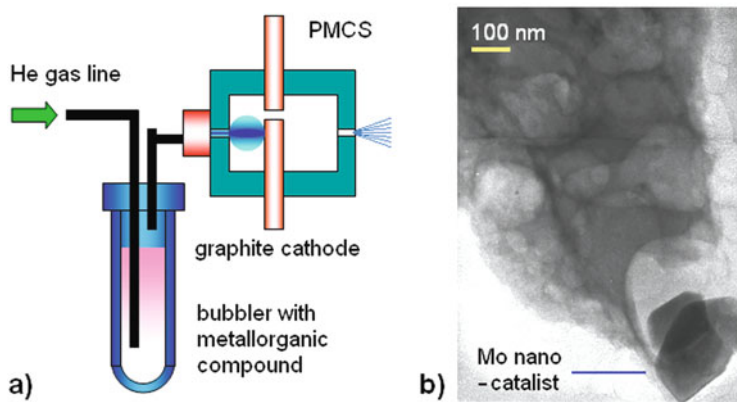 PMCS
He gas line
graphite cathode
bubbler with
metallorganic
compound
a)
100 nm
Mo nano
-catalist
b)